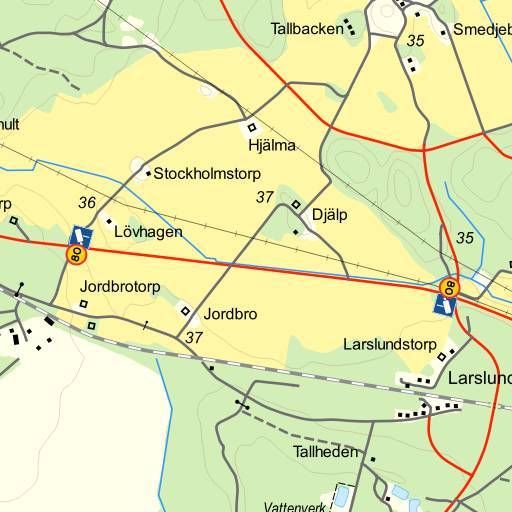 Tallbacken
35
Smedjeb
hult
Hjälma
Stockholmstorp
36
37
rp
Lövhagen
Djälp
35
80
80
Jordbrotorp
Jordbro
37
Larslundstorp
Larslund
Tallheden
Vattenverk